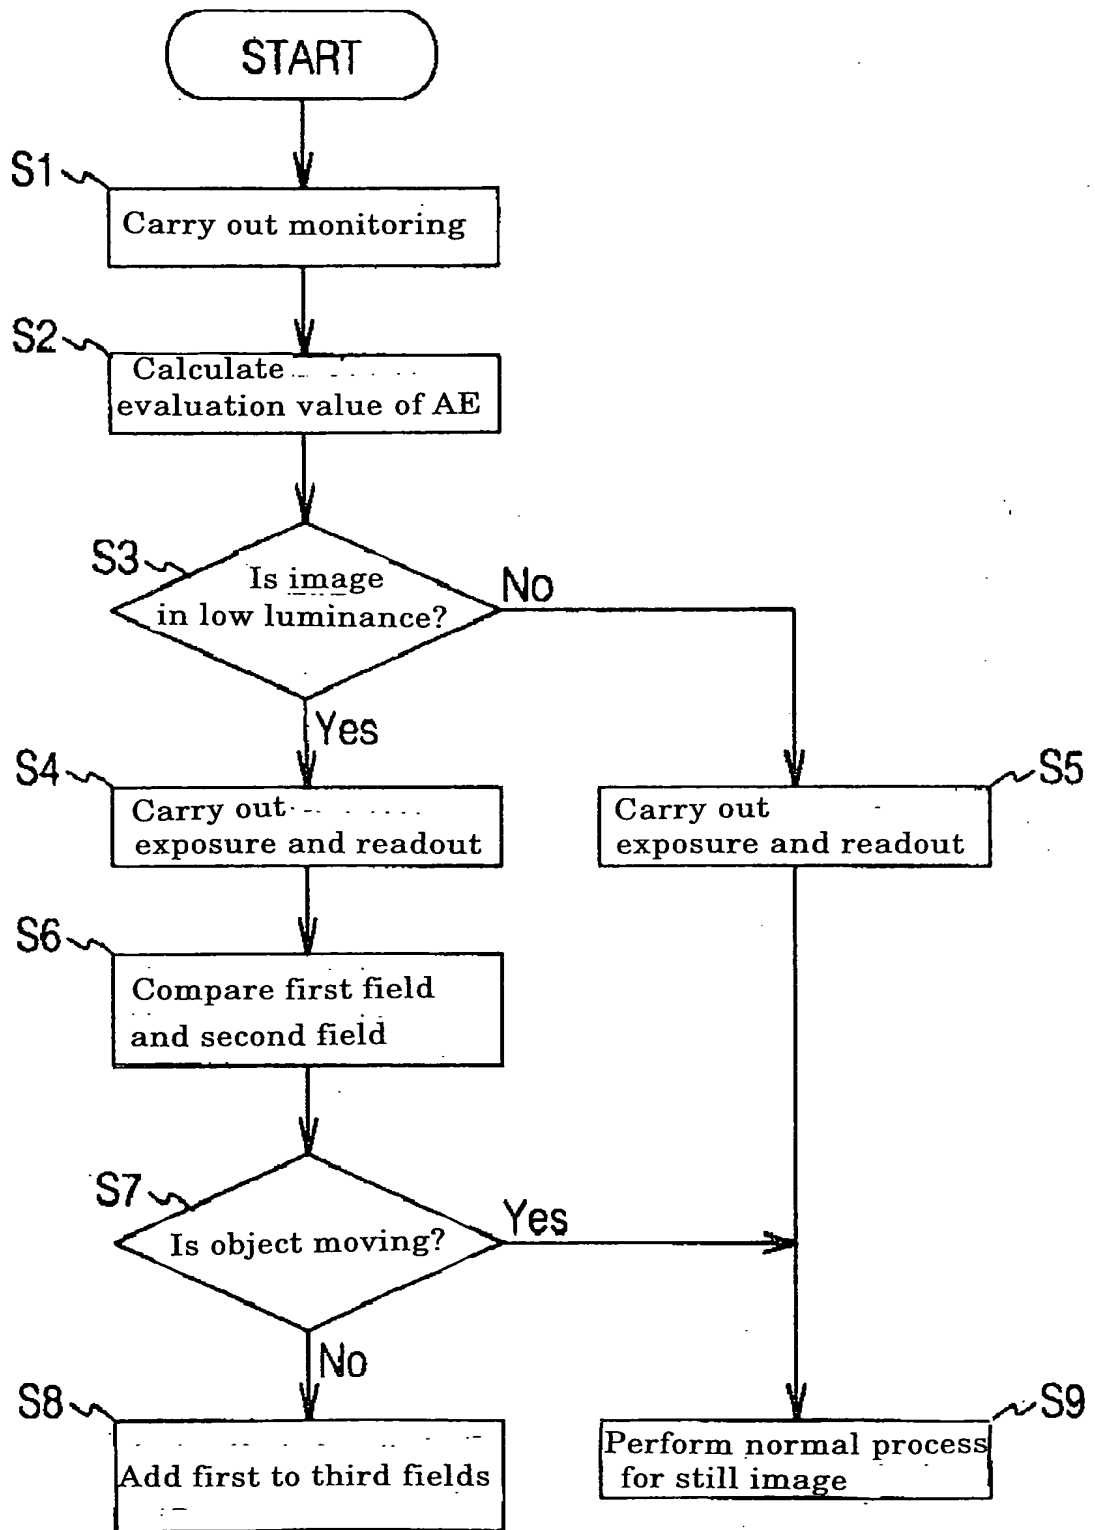 START
S1
Carry out monitoring
S2
Calculate
evaluation value of AE
S3
Is image
in low luminance?
No
Yes
S4
Carry out
exposure and readout
S5
Carry out
exposure and readout
S6
Compare first field
and second field
S7
Is object moving?
Yes
No
S8
Add first to third fields
S9
Perform normal process
for still image